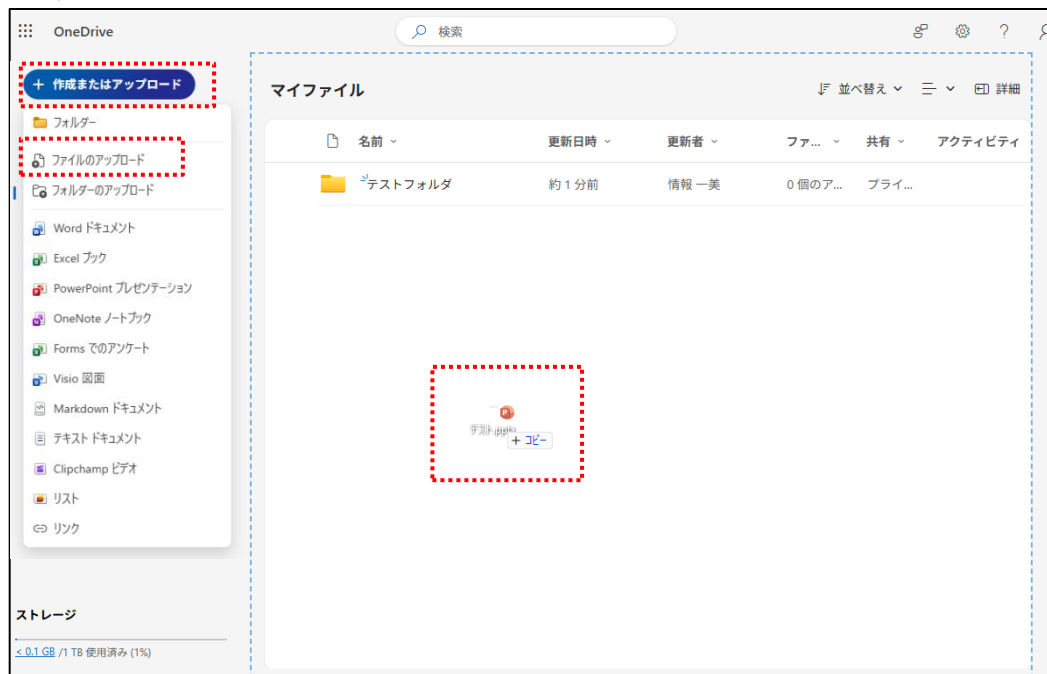 OneDrive
検索
+ 作成またはアップロード
フォルダー
ファイルのアップロード
フォルダーのアップロード
Word ドキュメント
Excel ブック
PowerPoint プレゼンテーション
OneNote ノートブック
Forms でのアンケート
Visio 図面
Markdown ドキュメント
テキスト ドキュメント
Clipchamp ビデオ
リスト
リンク
ストレージ
< 0.1 GB /1 TB 使用済み (1%)
マイファイル
並べ替え
詳細
名前 更新日時 更新者 ファ... 共有 アクティビティ
テストフォルダ 約 1 分前 情報 一美 0 個のア... プライ...
テスト.pptx
+ コピー